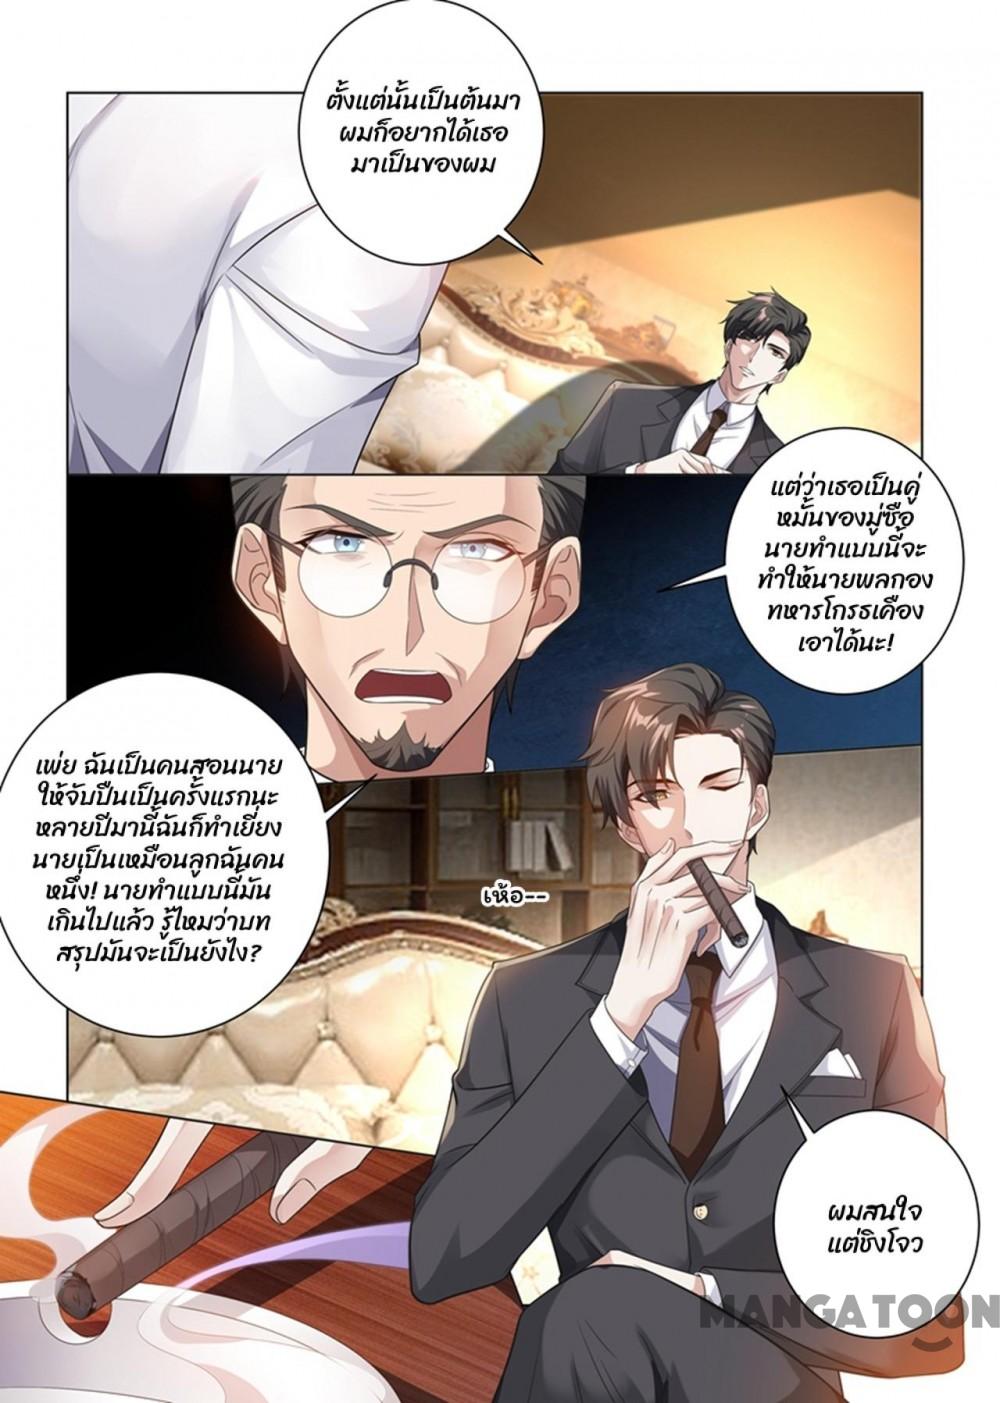 ตั้งแต่นั้นเป็นต้นมา
ผมก็อยากได้เธอ
มาเป็นของผม
แต่ว่าเธอเป็นคู่
หมั้นของมู่ซือ
นายทำแบบนี้จะ
ทำให้นายพลกอง
ทหารโกรธเคือง
เอาได้นะ!
เพ่ย ฉันเป็นคนสอนนาย
ให้จับปืนเป็นครั้งแรกนะ
หลายปีมานี้ฉันก็ทำเยี่ยง
นายเป็นเหมือนลูกฉันคน
หนึ่ง! นายทำแบบนี้มัน
เกินไปแล้ว รู้ไหมว่าบท
สรุปมันจะเป็นยังไง?
เห้อ--
ผมสนใจ
แต่ชิงโจว
MANGATOON